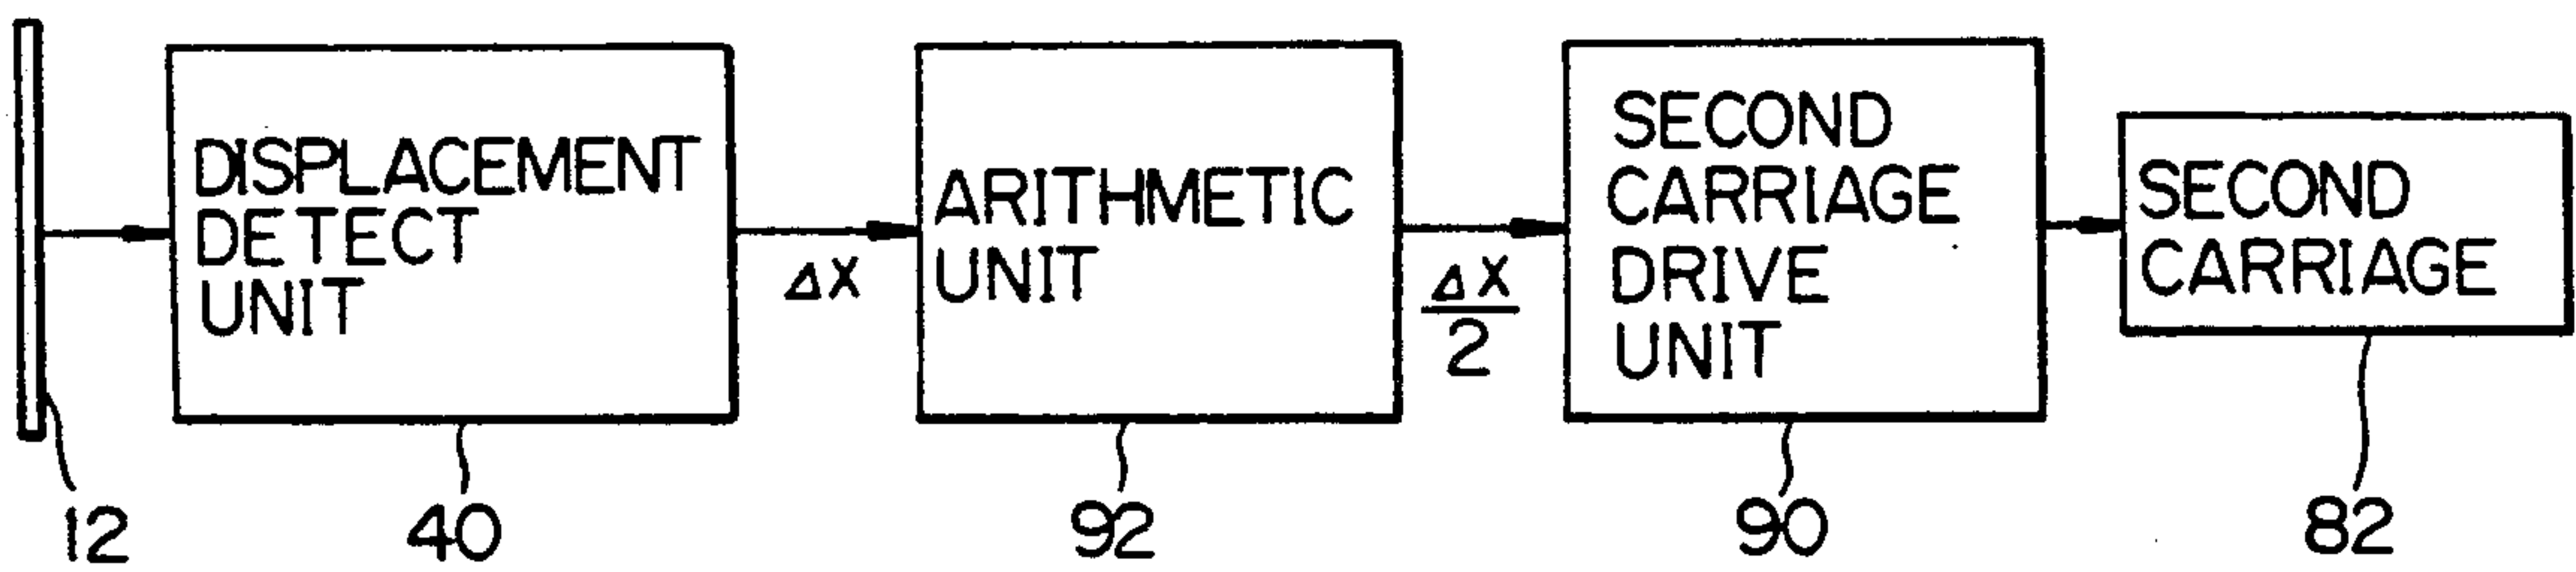 DISPLACEMENT
DETECT
UNIT
ΔX
ARITHMETIC
UNIT
ΔX
2
SECOND
CARRIAGE
DRIVE
UNIT
SECOND
CARRIAGE
12
40
92
90
82